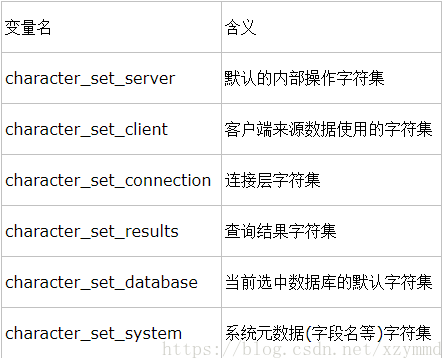 变量名 含义
character_set_server 默认的内部操作字符集
character_set_client 客户端来源数据使用的字符集
character_set_connection 连接层字符集
character_set_results 查询结果字符集
character_set_database 当前选中数据库的默认字符集
character_set_system 系统元数据(字段名等)字符集
https://blog.csdn.net/xzymmd